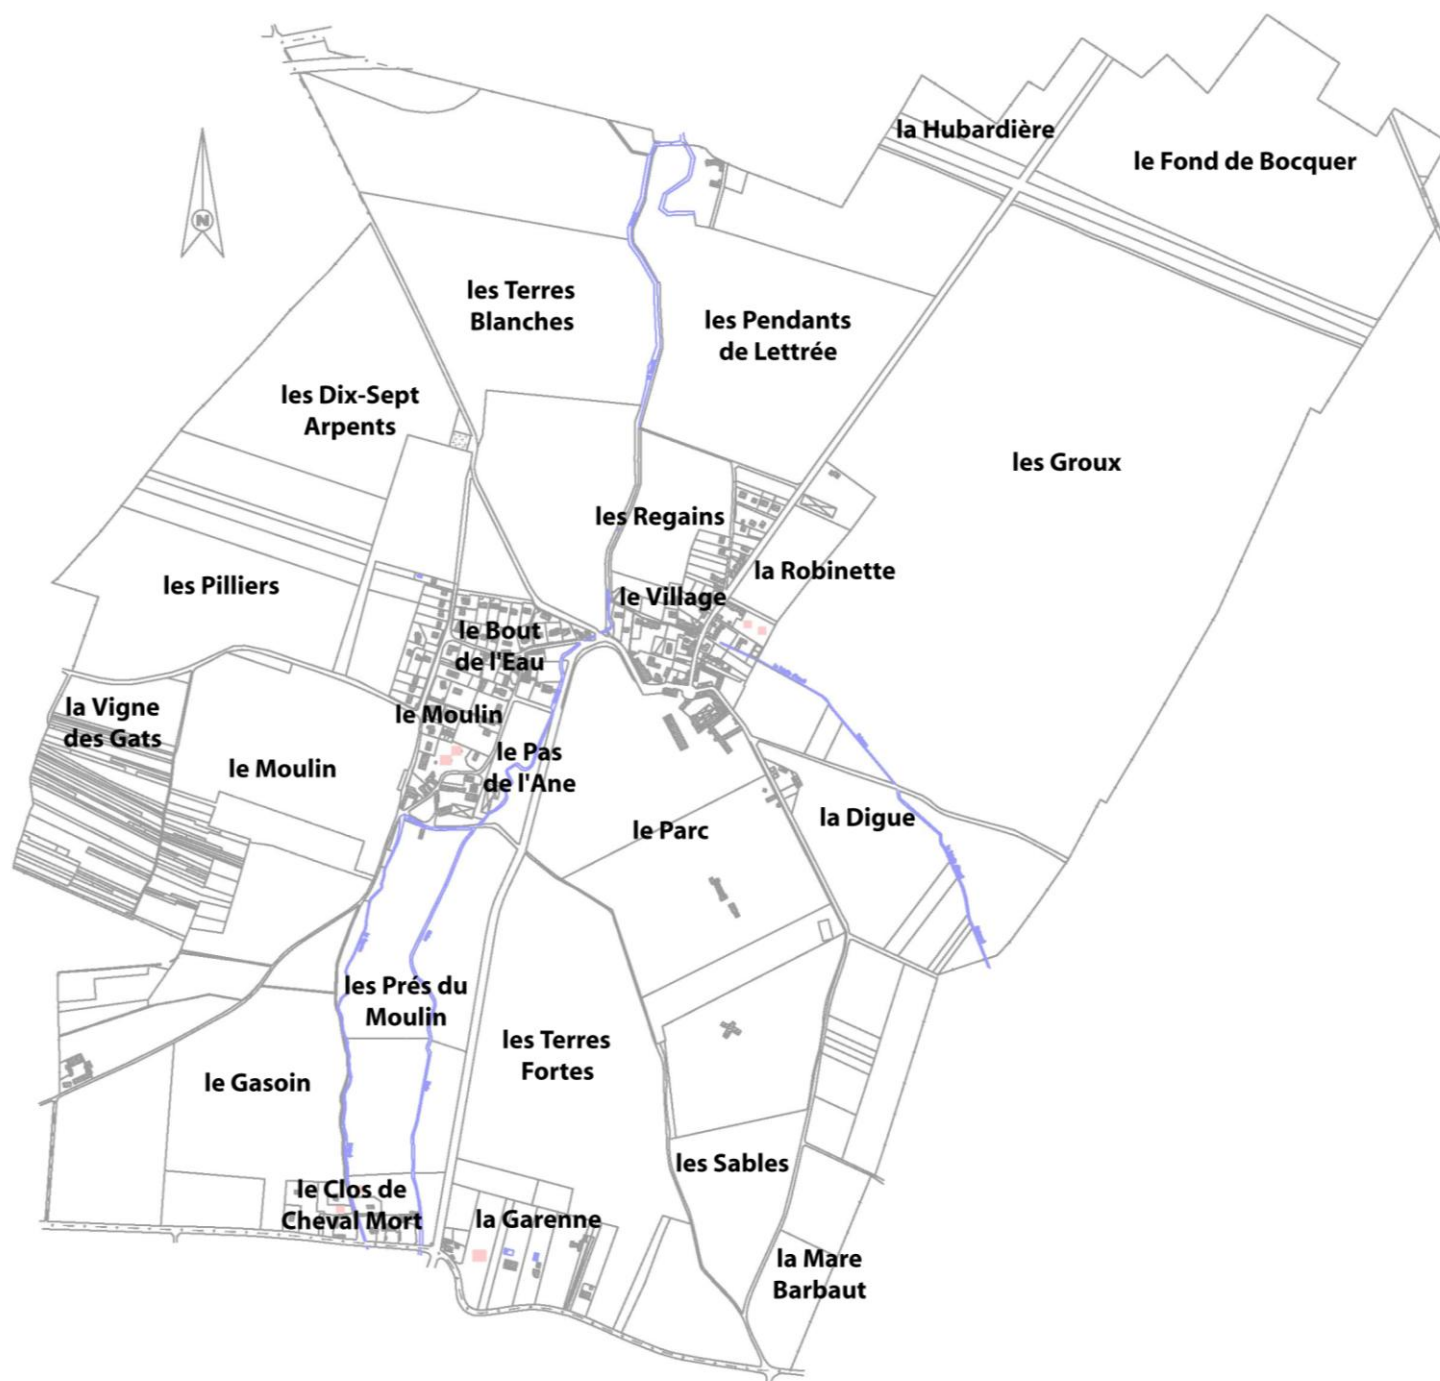 la Hubardière
le Fond de Bocquer
N
les Terres
Blanches
les Pendants
de Lettrée
les Dix-Sept
Arpents
les Groux
les Regains
la Robinette
les Pilliers
le Village
le Bout
de l'Eau
la Vigne
des Gats
le Moulin
le Moulin
le Pas
de l'Ane
le Parc
la Digue
les Prés du
Moulin
les Terres
Fortes
le Gasoin
les Sables
le Clos de
Cheval Mort
la Garenne
la Mare
Barbaut